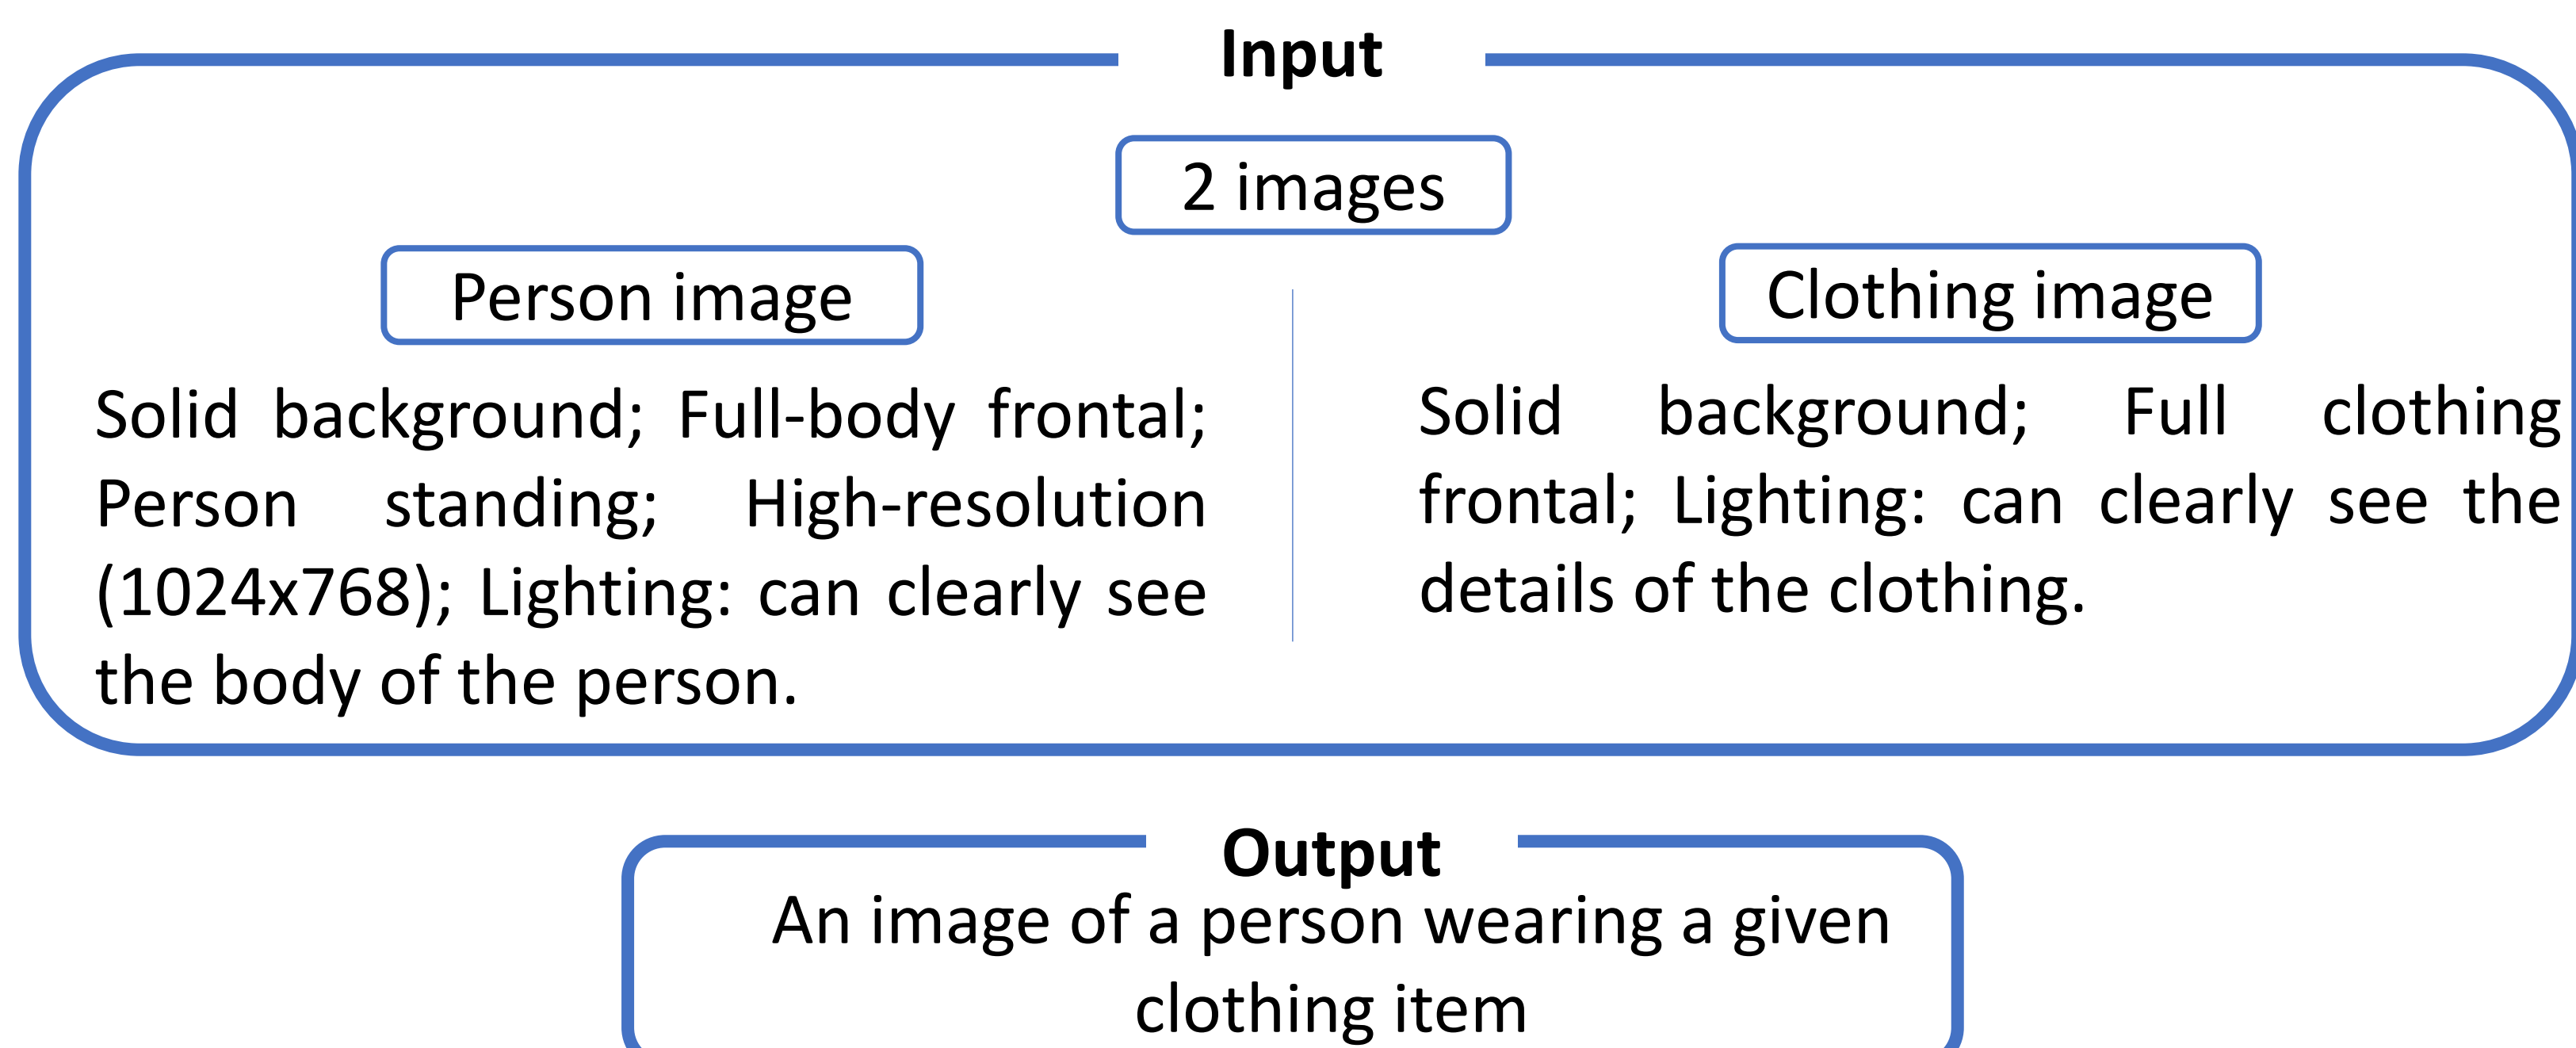 Input
2 images
Person image
Solid background; Full-body frontal;
Person standing; High-resolution
(1024x768); Lighting: can clearly see
the body of the person.
Clothing image
Solid background; Full clothing
frontal; Lighting: can clearly see the
details of the clothing.
Output
An image of a person wearing a given
clothing item